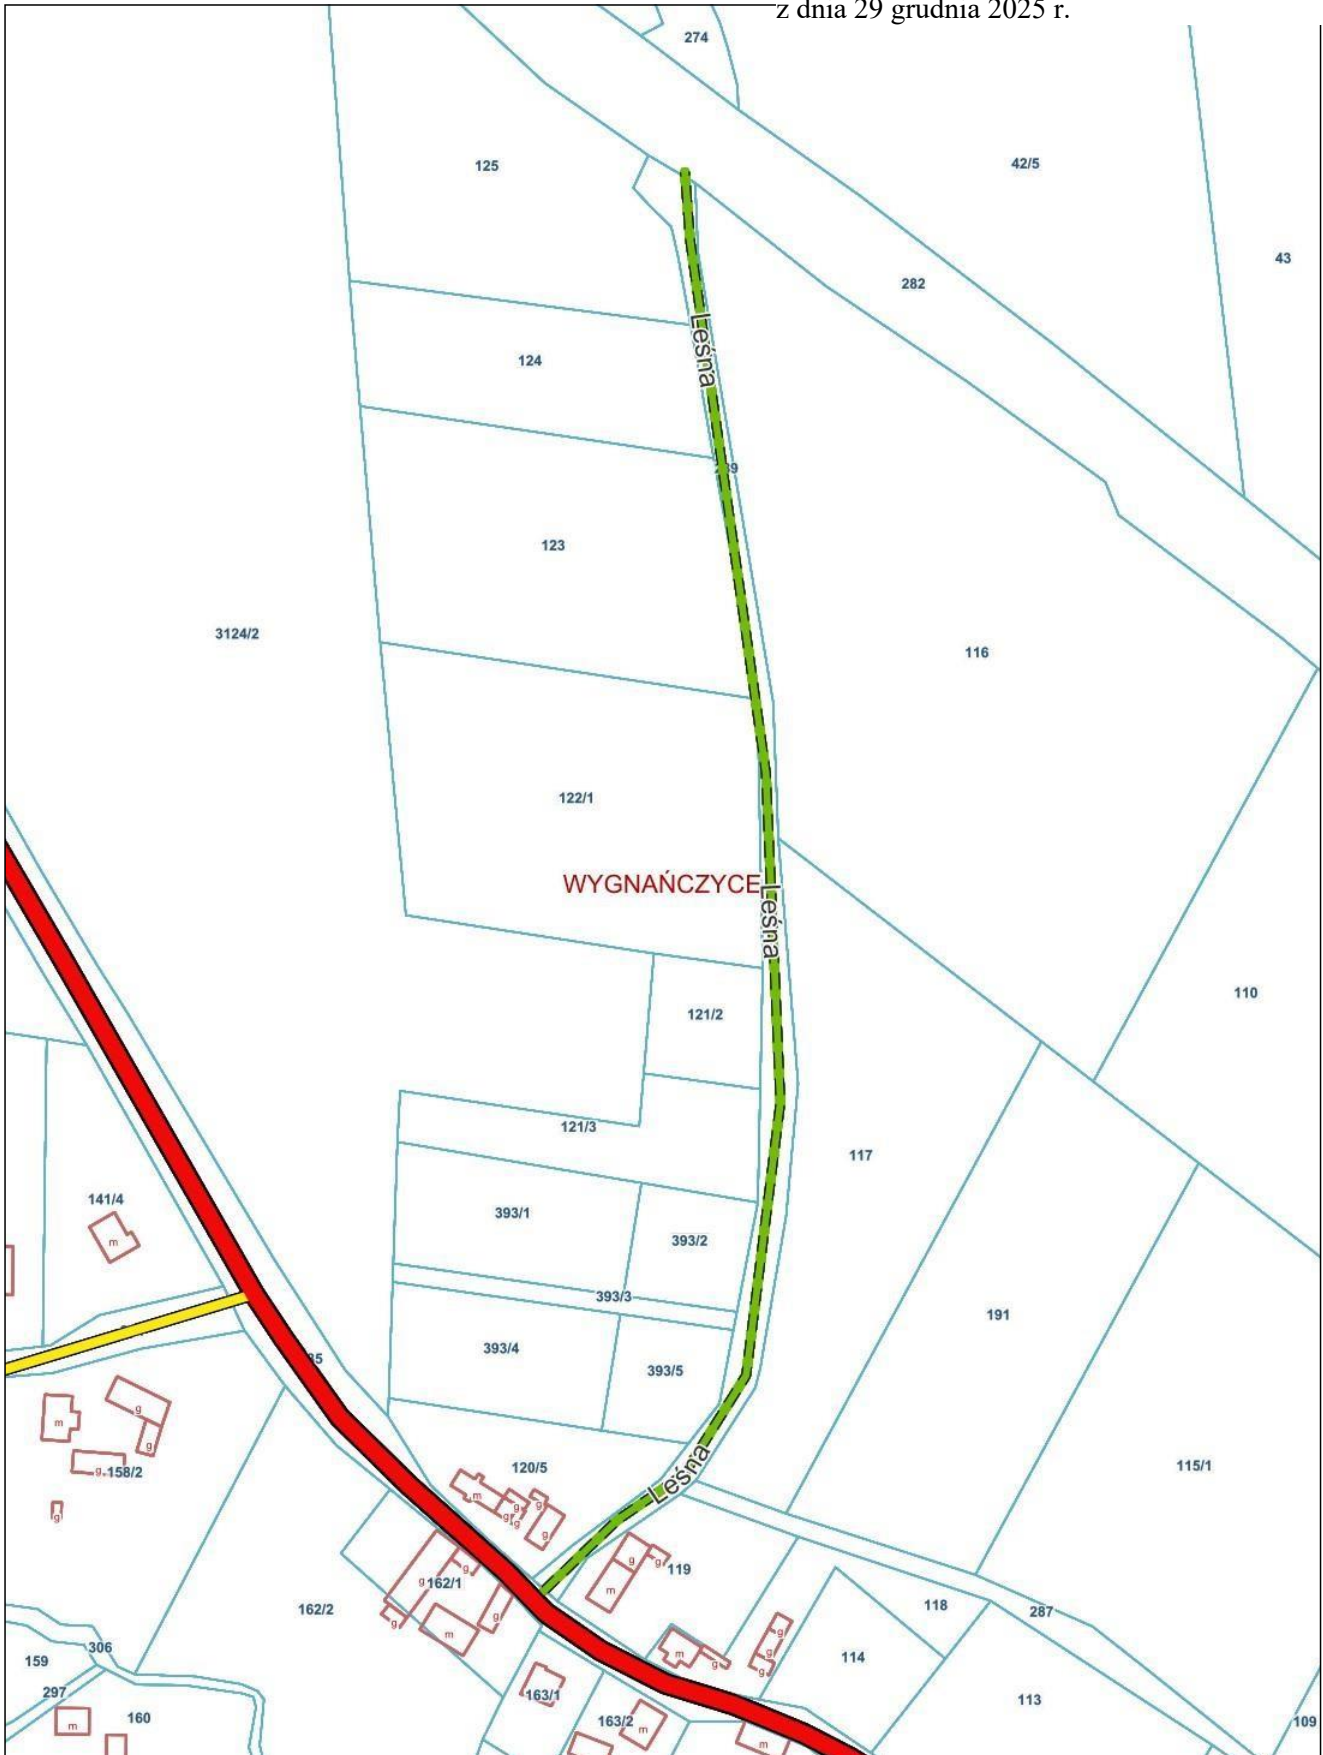 z dnia 29 grudnia 2025 r.
274
125
42/5
43
282
Leśna
124
123
3124/2
116
122/1
WYGNAŃCZYCE
Leśna
110
121/2
121/3
117
141/4
m
393/1
393/2
393/3
191
393/4
393/5
g
m
g
g
158/2
g
120/5
Leśna
115/1
m
g
g
g
g
g
162/1
g
g
g
m
119
g
g
m
162/2
118
287
306
159
297
160
m
m
g
g
g
g
114
113
163/1
163/2
m
m
109